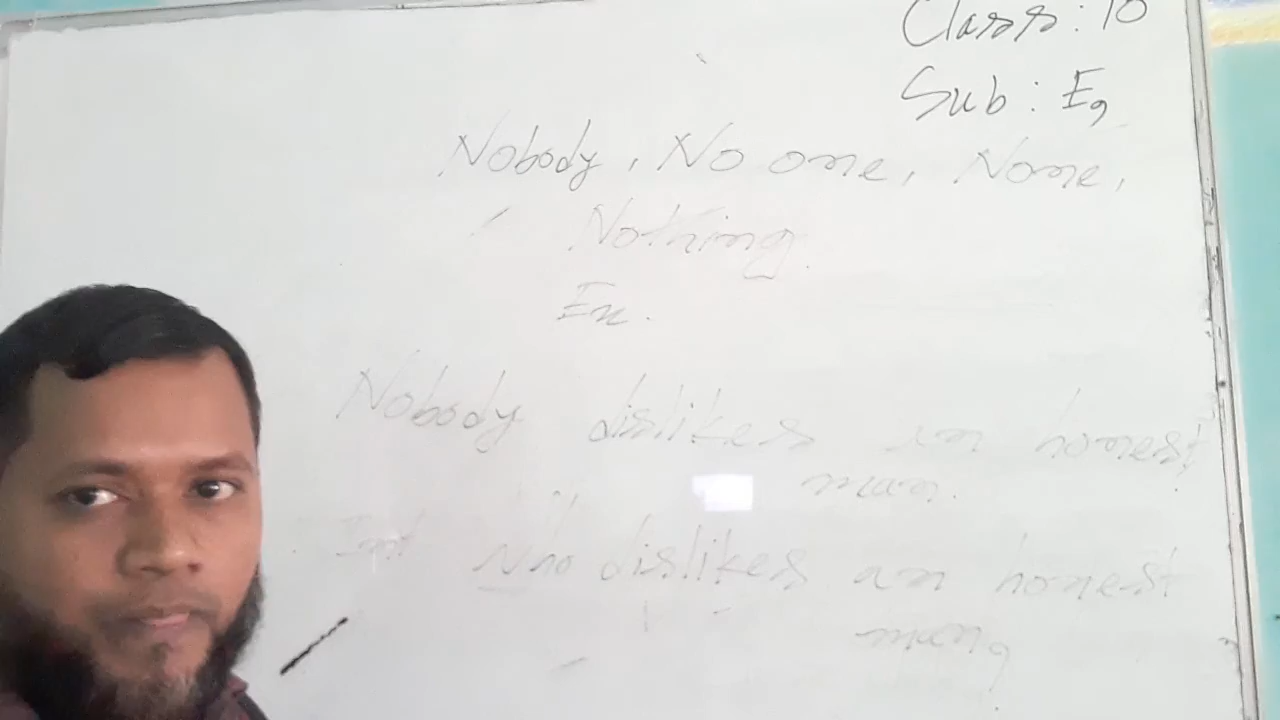 Class: 10
Sub: Eng
Nobody, No one, None,
Nothing.
Ex.
Nobody dislikes an honest
man.
Int Who dislikes an honest
man?